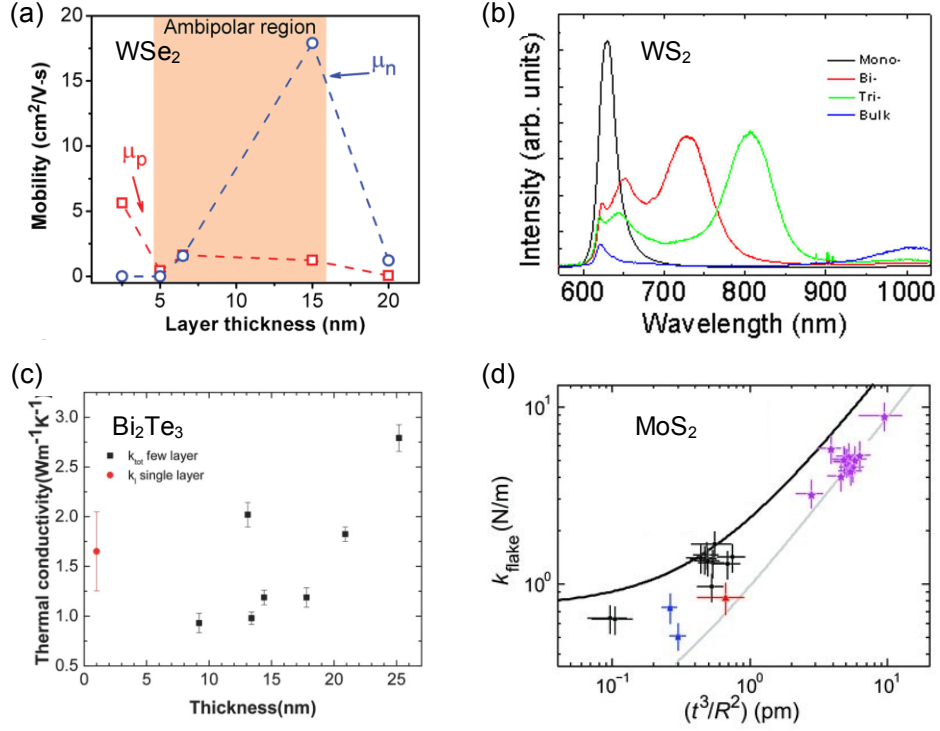 (a)
Mobility (cm²/V-s)
20
15
10
5
0
Ambipolar region
WSe₂
μₙ
μₚ
0 5 10 15 20
Layer thickness (nm)
(b)
Intensity (arb. units)
WS₂
Mono-
Bi-
Tri-
Bulk
600 700 800 900 1000
Wavelength (nm)
(c)
Thermal conductivity(Wm⁻¹K⁻¹)
3.0
2.5
2.0
1.5
1.0
0.5
Bi₂Te₃
k_tot few layer
k_l single layer
0 5 10 15 20 25
Thickness(nm)
(d)
k_flake (N/m)
10¹
10⁰
MoS₂
10⁻¹ 10⁰ 10¹
(t³/R²) (pm)